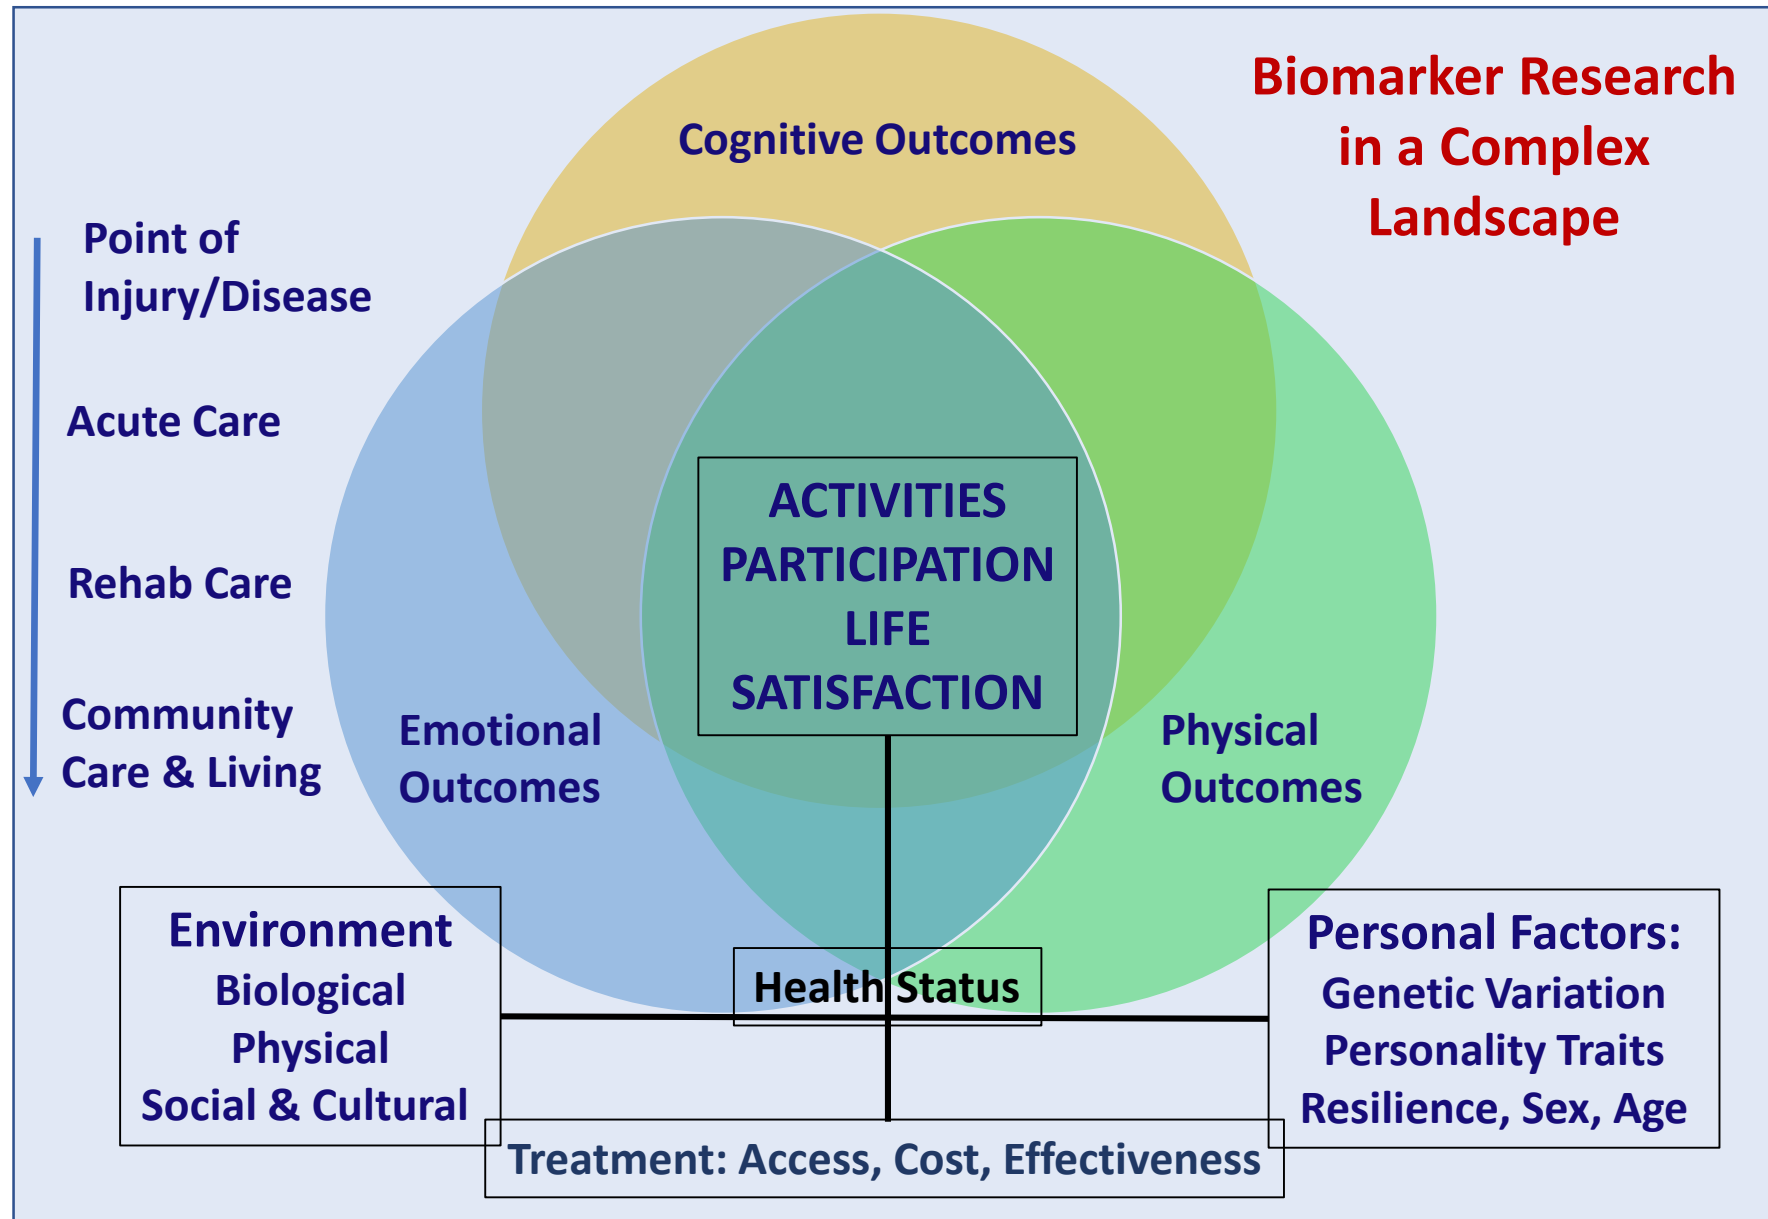 Biomarker Research
in a Complex
Landscape
Cognitive Outcomes
Point of
Injury/Disease
Acute Care
Rehab Care
Community
Care & Living
ACTIVITIES
PARTICIPATION
LIFE
SATISFACTION
Emotional
Outcomes
Physical
Outcomes
Environment
Biological
Physical
Social & Cultural
Health Status
Personal Factors:
Genetic Variation
Personality Traits
Resilience, Sex, Age
Treatment: Access, Cost, Effectiveness